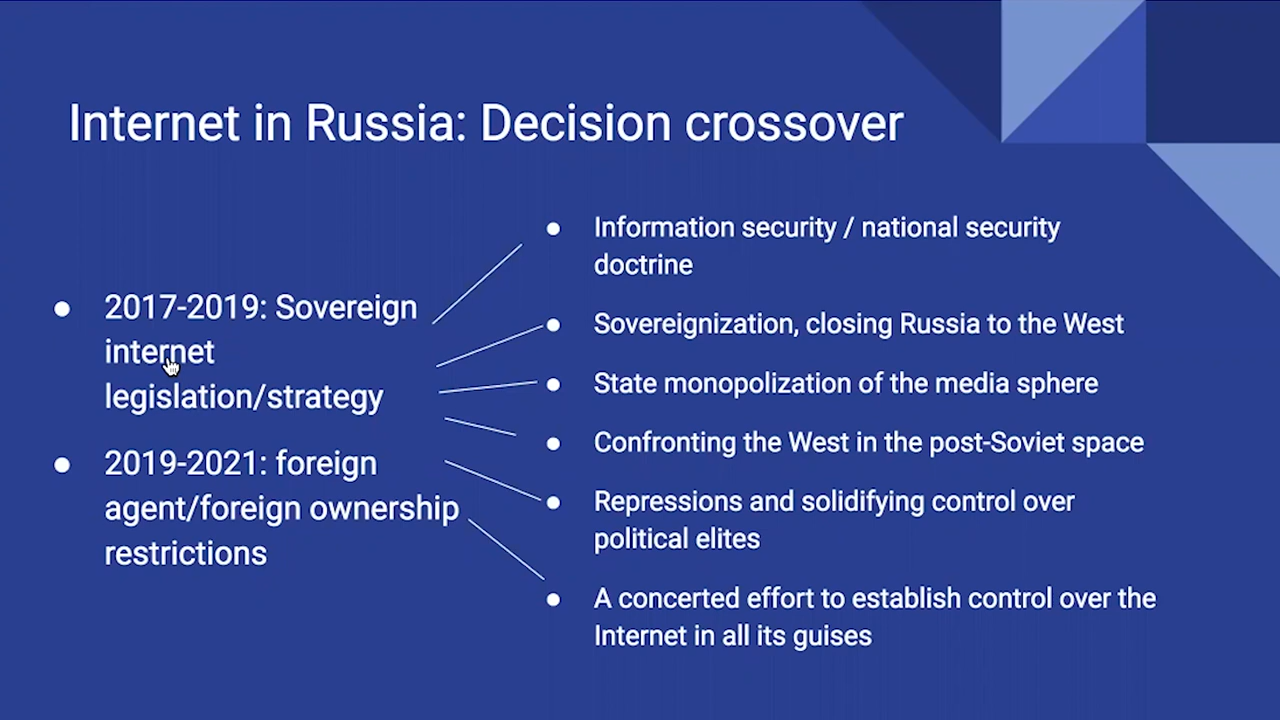 Internet in Russia: Decision crossover
2017-2019: Sovereign
internet
legislation/strategy
2019-2021: foreign
agent/foreign ownership
restrictions
Information security / national security
doctrine
Sovereignization, closing Russia to the West
State monopolization of the media sphere
Confronting the West in the post-Soviet space
Repressions and solidifying control over
political elites
A concerted effort to establish control over the
Internet in all its guises